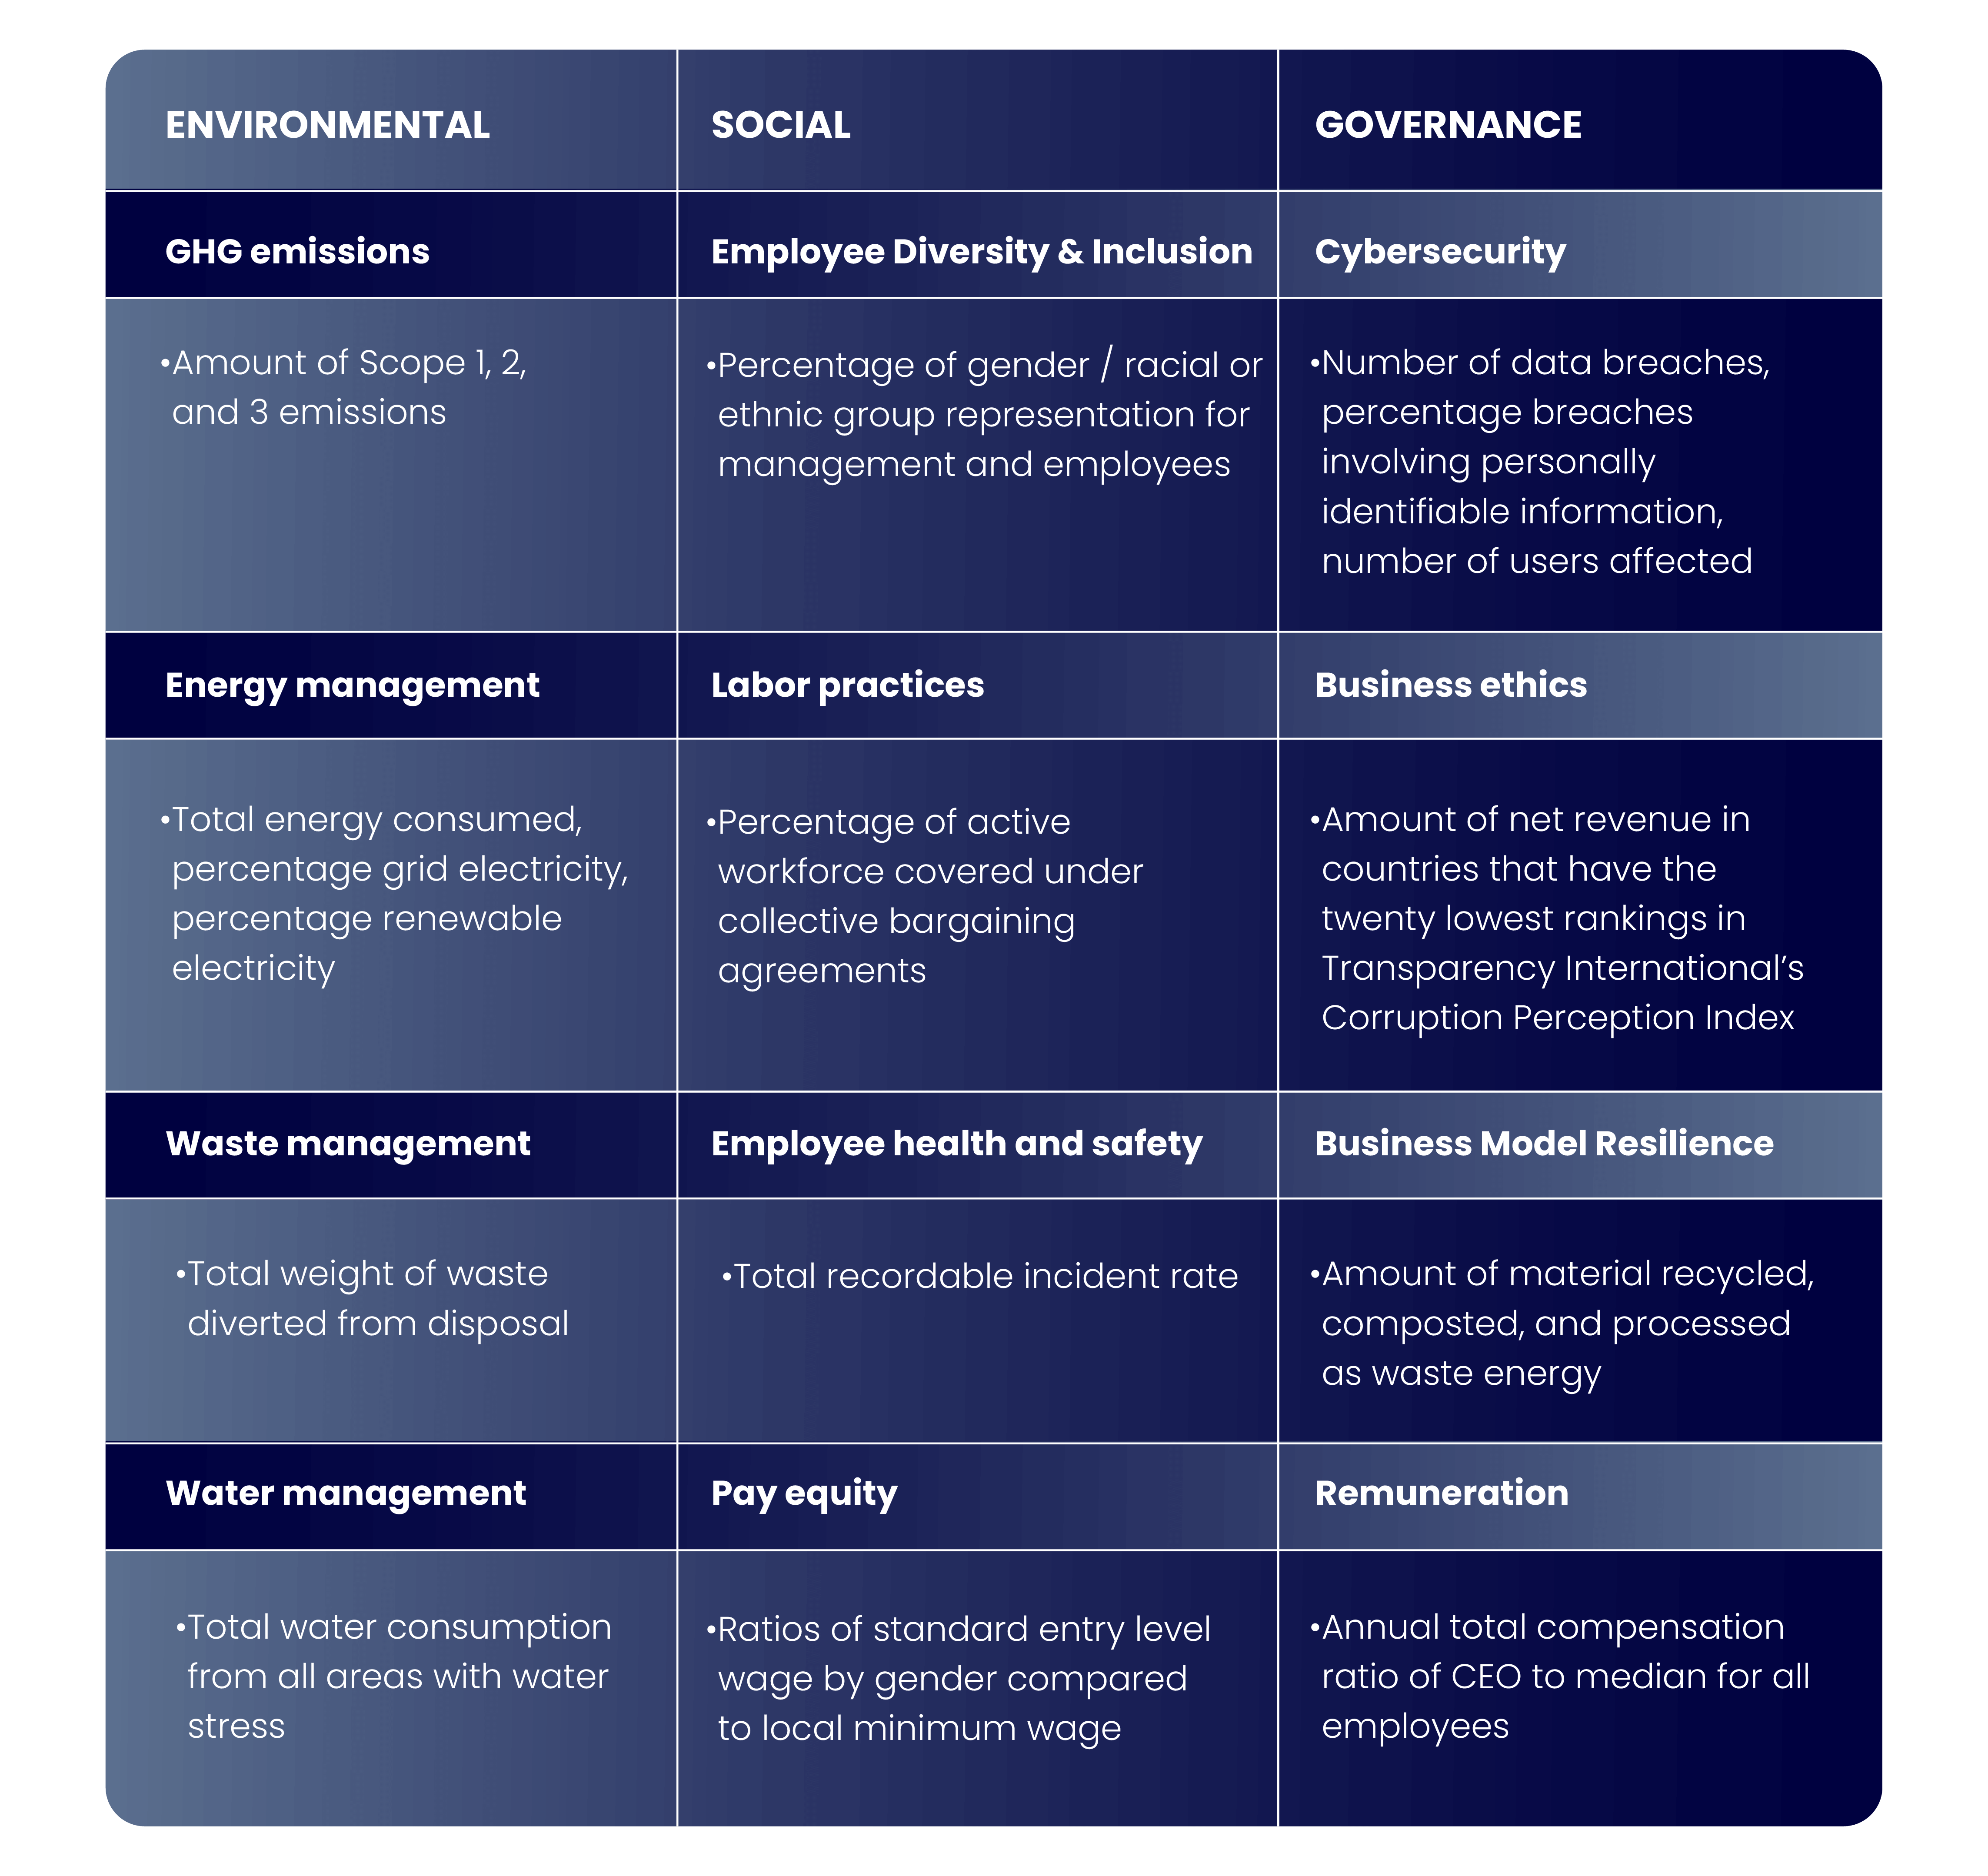 ENVIRONMENTAL
SOCIAL
GOVERNANCE
GHG emissions
Employee Diversity & Inclusion
Cybersecurity
•Amount of Scope 1, 2,
and 3 emissions
•Percentage of gender / racial or
ethnic group representation for
management and employees
•Number of data breaches,
percentage breaches
involving personally
identifiable information,
number of users affected
Energy management
Labor practices
Business ethics
•Total energy consumed,
percentage grid electricity,
percentage renewable
electricity
•Percentage of active
workforce covered under
collective bargaining
agreements
•Amount of net revenue in
countries that have the
twenty lowest rankings in
Transparency International’s
Corruption Perception Index
Waste management
Employee health and safety
Business Model Resilience
•Total weight of waste
diverted from disposal
•Total recordable incident rate
•Amount of material recycled,
composted, and processed
as waste energy
Water management
Pay equity
Remuneration
•Total water consumption
from all areas with water
stress
•Ratios of standard entry level
wage by gender compared
to local minimum wage
•Annual total compensation
ratio of CEO to median for all
employees